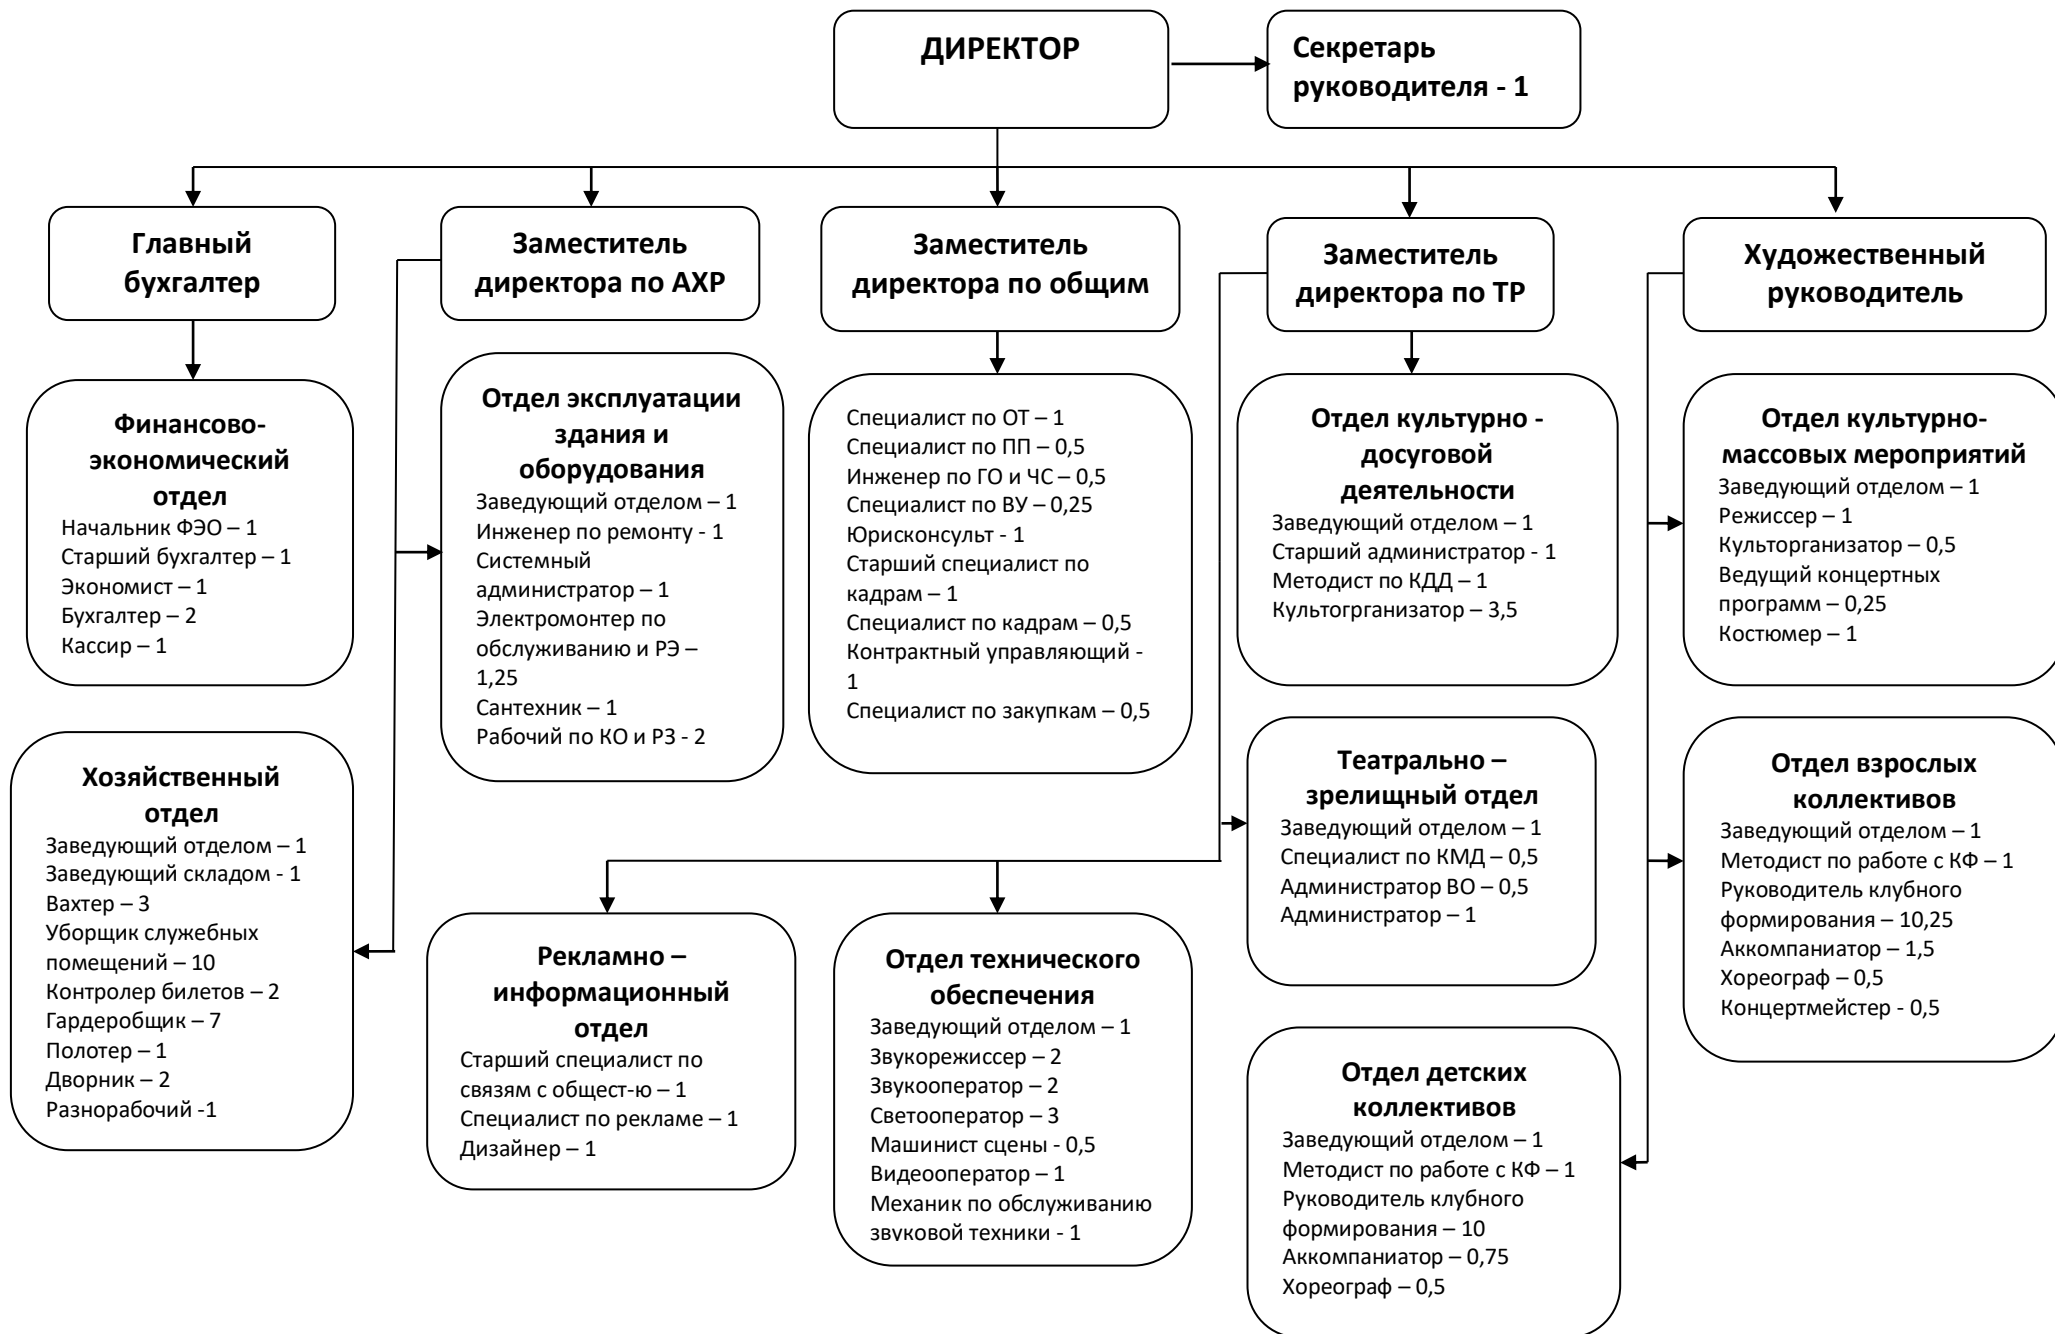 ДИРЕКТОР
Секретарь
руководителя - 1
Главный
бухгалтер
Заместитель
директора по АХР
Заместитель
директора по общим
Заместитель
директора по ТР
Художественный
руководитель
Финансово-
экономический
отдел
Начальник ФЭО – 1
Старший бухгалтер – 1
Экономист – 1
Бухгалтер – 2
Кассир – 1
Отдел эксплуатации
здания и
оборудования
Заведующий отделом – 1
Инженер по ремонту - 1
Системный
администратор – 1
Электромонтер по
обслуживанию и РЭ –
1,25
Сантехник – 1
Рабочий по КО и РЗ - 2
Специалист по ОТ – 1
Специалист по ПП – 0,5
Инженер по ГО и ЧС – 0,5
Специалист по ВУ – 0,25
Юрисконсульт - 1
Старший специалист по
кадрам – 1
Специалист по кадрам – 0,5
Контрактный управляющий -
1
Специалист по закупкам – 0,5
Отдел культурно -
досуговой
деятельности
Заведующий отделом – 1
Старший администратор - 1
Методист по КДД – 1
Культогрганизатор – 3,5
Отдел культурно-
массовых мероприятий
Заведующий отделом – 1
Режиссер – 1
Культорганизатор – 0,5
Ведущий концертных
программ – 0,25
Костюмер – 1
Хозяйственный
отдел
Заведующий отделом – 1
Заведующий складом - 1
Вахтер – 3
Уборщик служебных
помещений – 10
Контролер билетов – 2
Гардеробщик – 7
Полотер – 1
Дворник – 2
Разнорабочий -1
Рекламно –
информационный
отдел
Старший специалист по
связям с общест-ю – 1
Специалист по рекламе – 1
Дизайнер – 1
Отдел технического
обеспечения
Заведующий отделом – 1
Звукорежиссер – 2
Звукооператор – 2
Светооператор – 3
Машинист сцены - 0,5
Видеооператор – 1
Механик по обслуживанию
звуковой техники - 1
Театрально –
зрелищный отдел
Заведующий отделом – 1
Специалист по КМД – 0,5
Администратор ВО – 0,5
Администратор – 1
Отдел взрослых
коллективов
Заведующий отделом – 1
Методист по работе с КФ – 1
Руководитель клубного
формирования – 10,25
Аккомпаниатор – 1,5
Хореограф – 0,5
Концертмейстер - 0,5
Отдел детских
коллективов
Заведующий отделом – 1
Методист по работе с КФ – 1
Руководитель клубного
формирования – 10
Аккомпаниатор – 0,75
Хореограф – 0,5